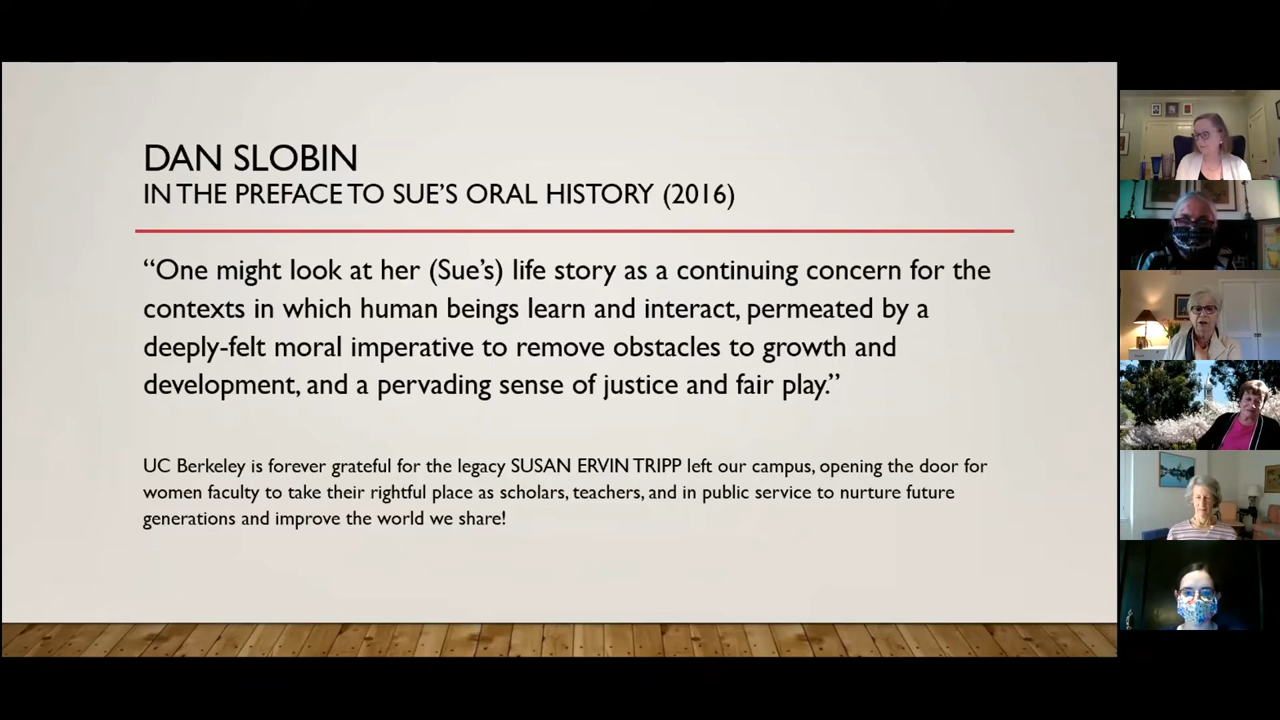 DAN SLOBIN
IN THE PREFACE TO SUE’S ORAL HISTORY (2016)
“One might look at her (Sue’s) life story as a continuing concern for the
contexts in which human beings learn and interact, permeated by a
deeply-felt moral imperative to remove obstacles to growth and
development, and a pervading sense of justice and fair play.”
UC Berkeley is forever grateful for the legacy SUSAN ERVIN TRIPP left our campus, opening the door for
women faculty to take their rightful place as scholars, teachers, and in public service to nurture future
generations and improve the world we share!